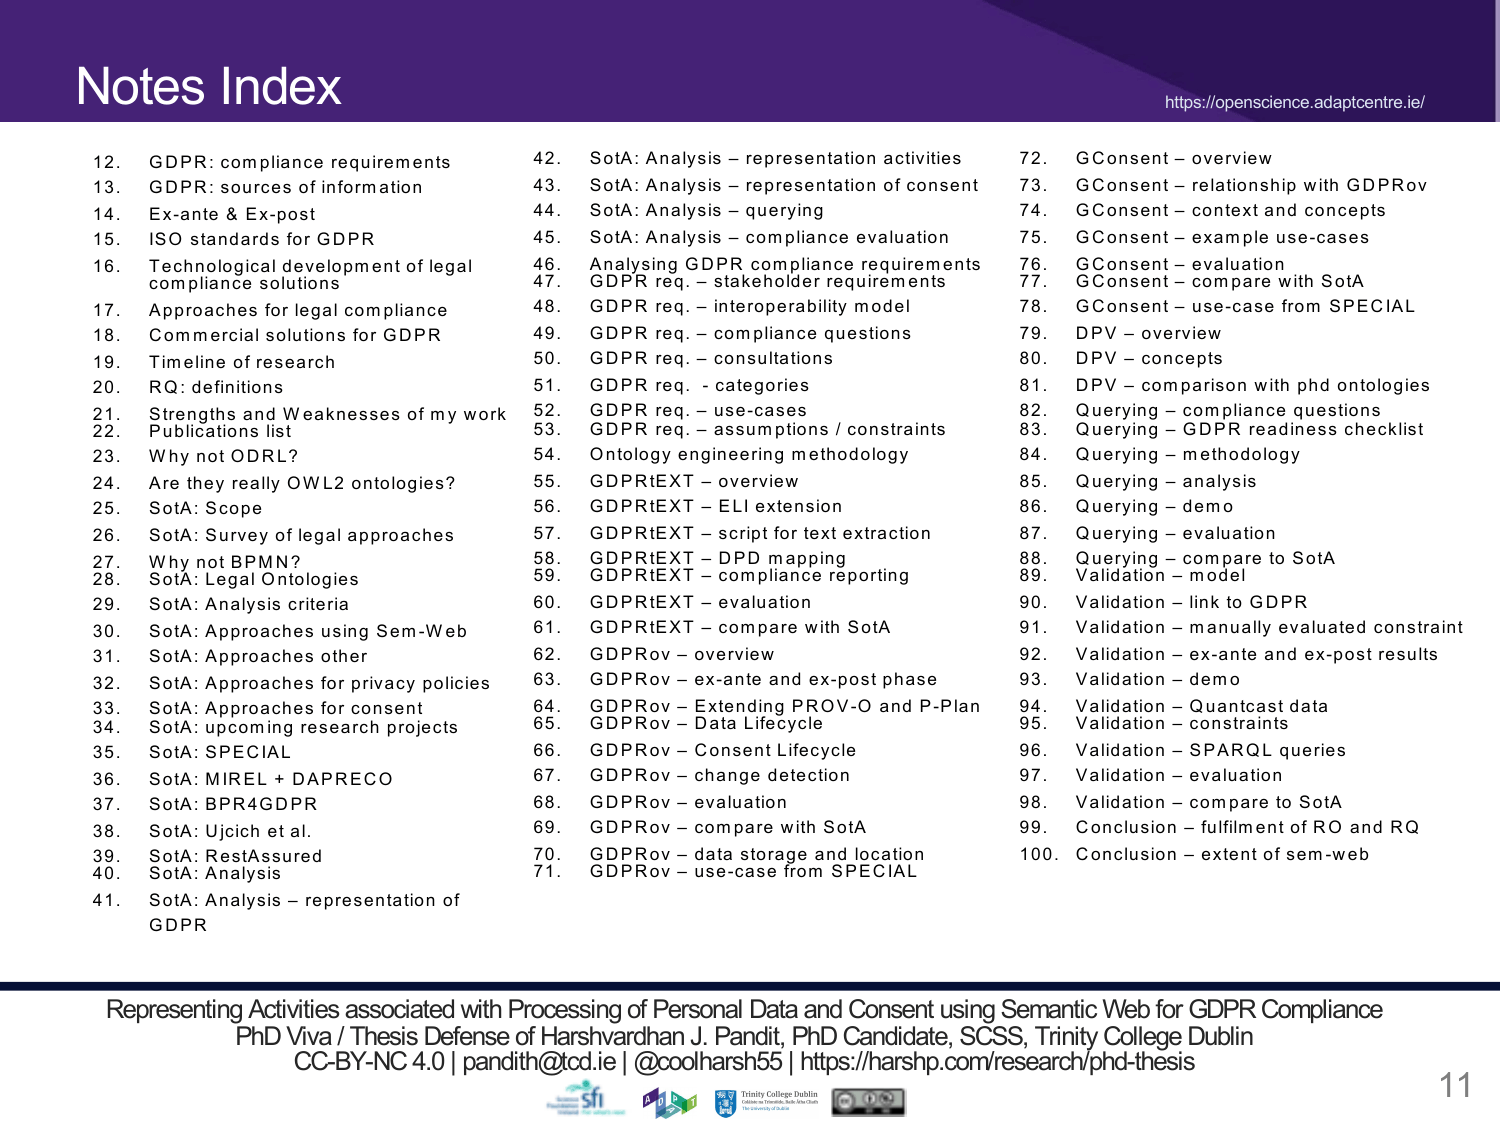 Notes Index
https://openscience.adaptcentre.ie/
12. GDPR: compliance requirements
13. GDPR: sources of information
14. Ex-ante & Ex-post
15. ISO standards for GDPR
16. Technological development of legal
compliance solutions
17. Approaches for legal compliance
18. Commercial solutions for GDPR
19. Timeline of research
20. RQ: definitions
21. Strengths and Weaknesses of my work
22. Publications list
23. Why not ODRL?
24. Are they really OWL2 ontologies?
25. SotA: Scope
26. SotA: Survey of legal approaches
27. Why not BPMN?
28. SotA: Legal Ontologies
29. SotA: Analysis criteria
30. SotA: Approaches using Sem-Web
31. SotA: Approaches other
32. SotA: Approaches for privacy policies
33. SotA: Approaches for consent
34. SotA: upcoming research projects
35. SotA: SPECIAL
36. SotA: MIREL + DAPRECO
37. SotA: BPR4GDPR
38. SotA: Ujcich et al.
39. SotA: RestAssured
40. SotA: Analysis
41. SotA: Analysis – representation of
GDPR
42. SotA: Analysis – representation activities
43. SotA: Analysis – representation of consent
44. SotA: Analysis – querying
45. SotA: Analysis – compliance evaluation
46. Analysing GDPR compliance requirements
47. GDPR req. – stakeholder requirements
48. GDPR req. – interoperability model
49. GDPR req. – compliance questions
50. GDPR req. – consultations
51. GDPR req. - categories
52. GDPR req. – use-cases
53. GDPR req. – assumptions / constraints
54. Ontology engineering methodology
55. GDPRtEXT – overview
56. GDPRtEXT – ELI extension
57. GDPRtEXT – script for text extraction
58. GDPRtEXT – DPD mapping
59. GDPRtEXT – compliance reporting
60. GDPRtEXT – evaluation
61. GDPRtEXT – compare with SotA
62. GDPRov – overview
63. GDPRov – ex-ante and ex-post phase
64. GDPRov – Extending PROV-O and P-Plan
65. GDPRov – Data Lifecycle
66. GDPRov – Consent Lifecycle
67. GDPRov – change detection
68. GDPRov – evaluation
69. GDPRov – compare with SotA
70. GDPRov – data storage and location
71. GDPRov – use-case from SPECIAL
72. GConsent – overview
73. GConsent – relationship with GDPRov
74. GConsent – context and concepts
75. GConsent – example use-cases
76. GConsent – evaluation
77. GConsent – compare with SotA
78. GConsent – use-case from SPECIAL
79. DPV – overview
80. DPV – concepts
81. DPV – comparison with phd ontologies
82. Querying – compliance questions
83. Querying – GDPR readiness checklist
84. Querying – methodology
85. Querying – analysis
86. Querying – demo
87. Querying – evaluation
88. Querying – compare to SotA
89. Validation – model
90. Validation – link to GDPR
91. Validation – manually evaluated constraint
92. Validation – ex-ante and ex-post results
93. Validation – demo
94. Validation – Quantcast data
95. Validation – constraints
96. Validation – SPARQL queries
97. Validation – evaluation
98. Validation – compare to SotA
99. Conclusion – fulfilment of RO and RQ
100. Conclusion – extent of sem-web
Representing Activities associated with Processing of Personal Data and Consent using Semantic Web for GDPR Compliance
PhD Viva / Thesis Defense of Harshvardhan J. Pandit, PhD Candidate, SCSS, Trinity College Dublin
CC-BY-NC 4.0 | pandith@tcd.ie | @coolharsh55 | https://harshp.com/research/phd-thesis
sfi
ADAPT
Trinity College Dublin
Coláiste na Tríonóide, Baile Átha Cliath
The University of Dublin
11